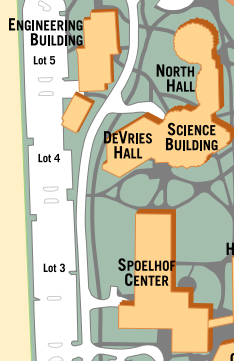 ENGINEERING
BUILDING
Lot 5
NORTH
HALL
DEVRIES
HALL
SCIENCE
BUILDING
Lot 4
Lot 3
SPOELHOF
CENTER
H